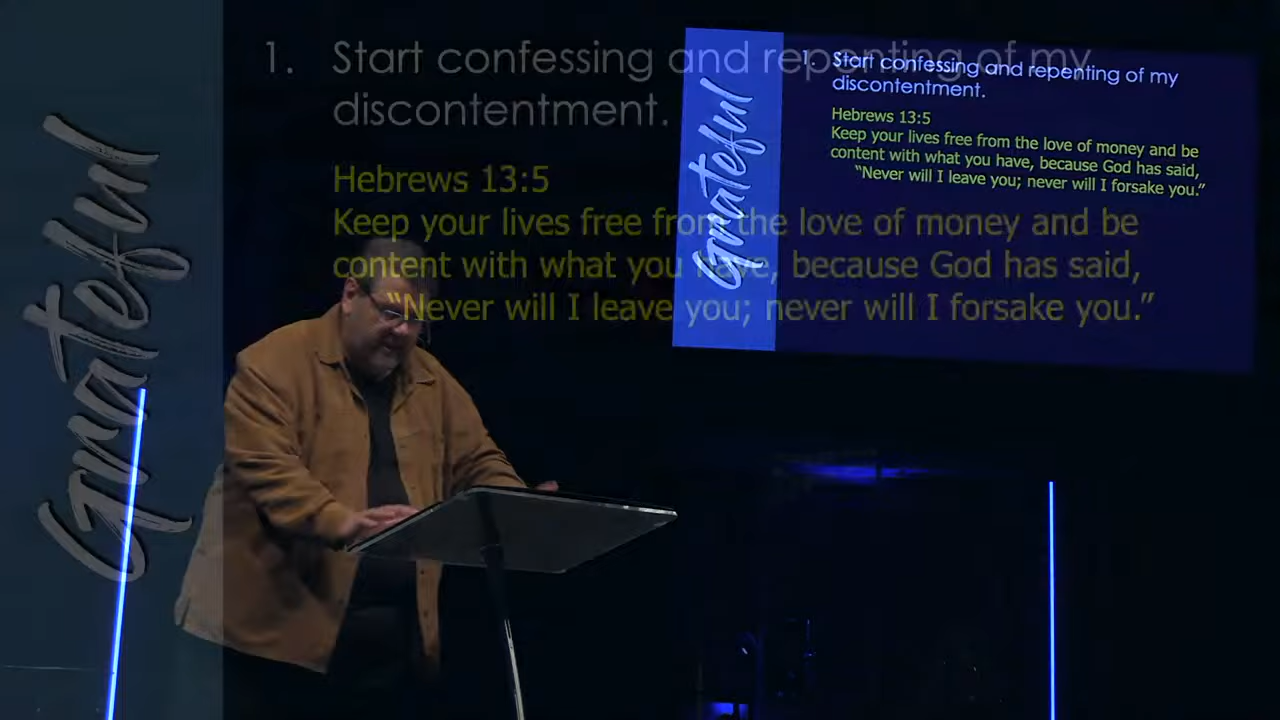 Grateful
1. Start confessing and repenting of my
discontentment.
Hebrews 13:5
Keep your lives free from the love of money and be
content with what you have, because God has said,
“Never will I leave you; never will I forsake you.”
Grateful
1. Start confessing and repenting of my
discontentment.
Hebrews 13:5
Keep your lives free from the love of money and be
content with what you have, because God has said,
“Never will I leave you; never will I forsake you.”